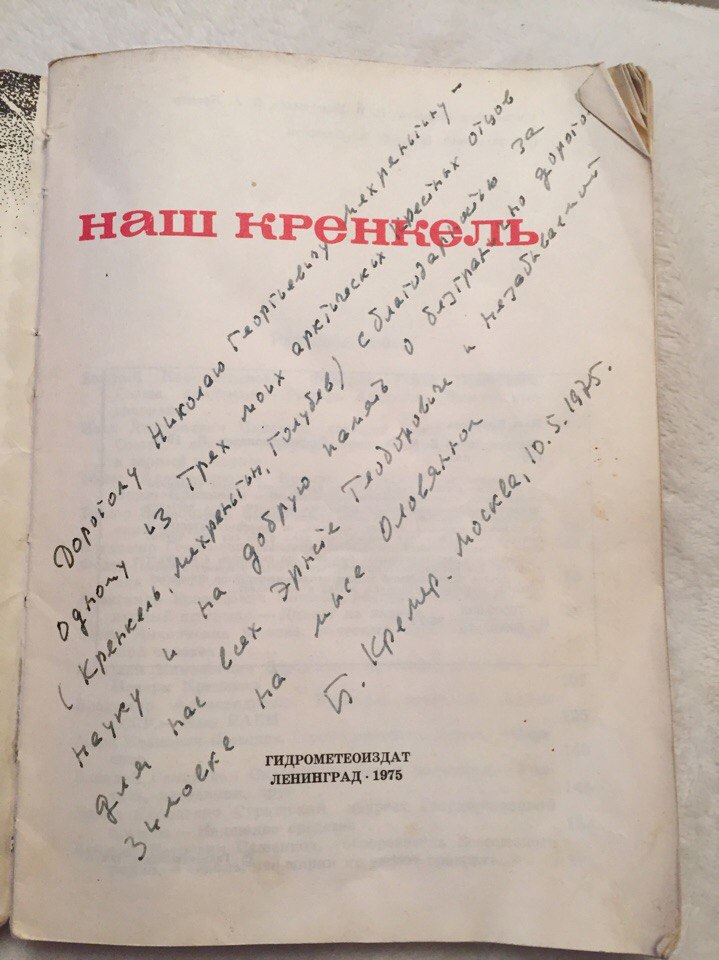 наш кренкель
Дорогому Николаю Георгиевичу Мехреньгину –
одному из трех моих арктических крестных отцов
(Кренкель, Мехреньгин, Голубев) с благодарностью за
науку и на добрую память о безгранично дорогом
для нас всех Эрнсте Теодоровиче и незабываемой
зимовке на мысе Оловянном
Б. Кремер. Москва, 10.5.1975.
ГИДРОМЕТЕОИЗДАТ
ЛЕНИНГРАД · 1975